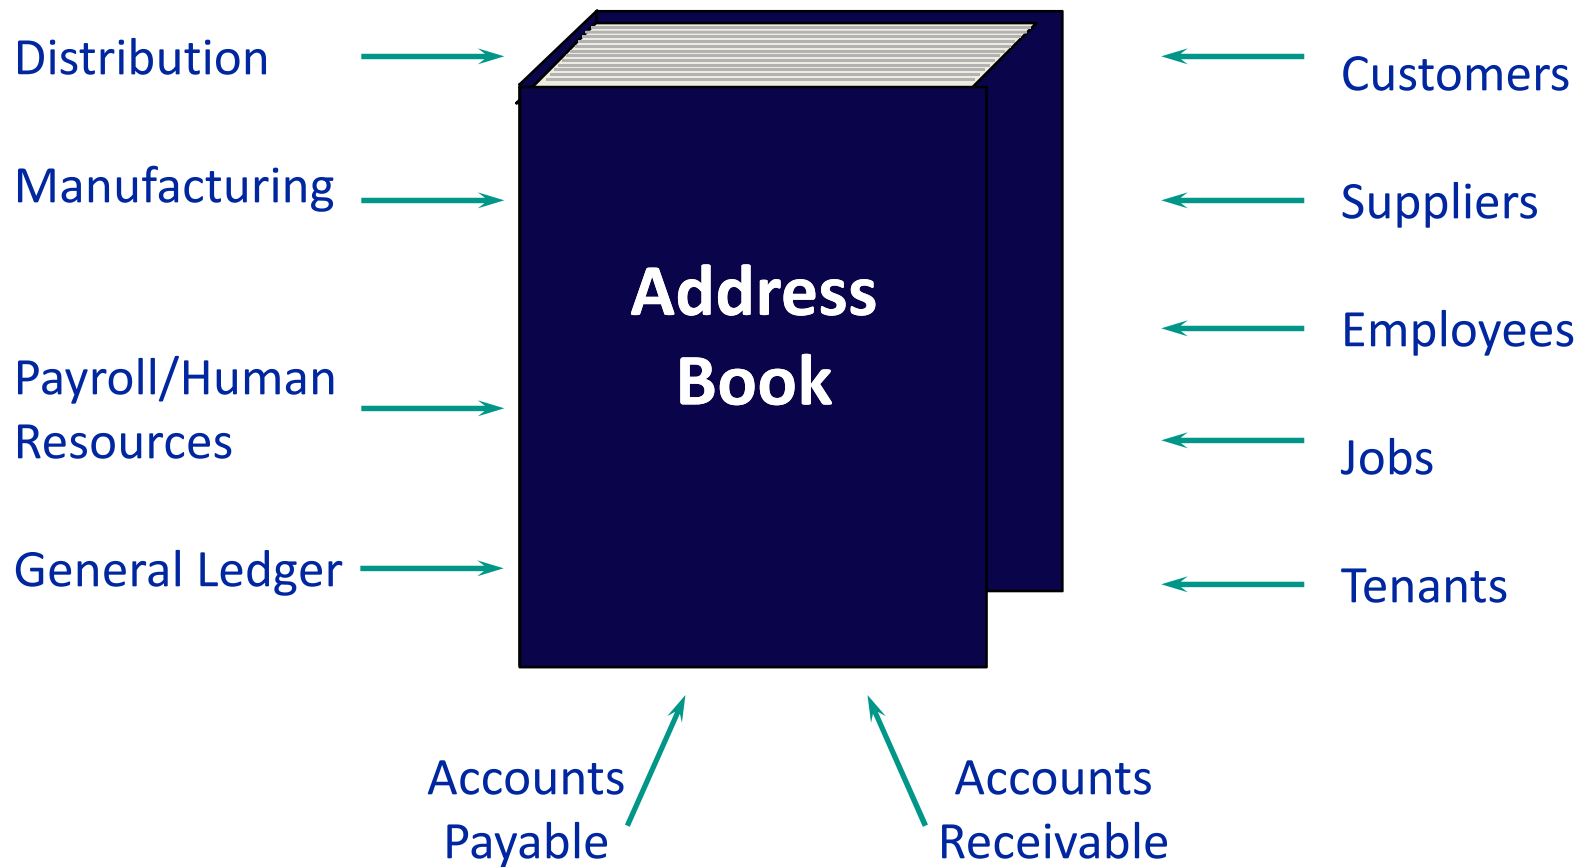 Distribution
Manufacturing
Payroll/Human
Resources
General Ledger
Address
Book
Customers
Suppliers
Employees
Jobs
Tenants
Accounts
Payable
Accounts
Receivable